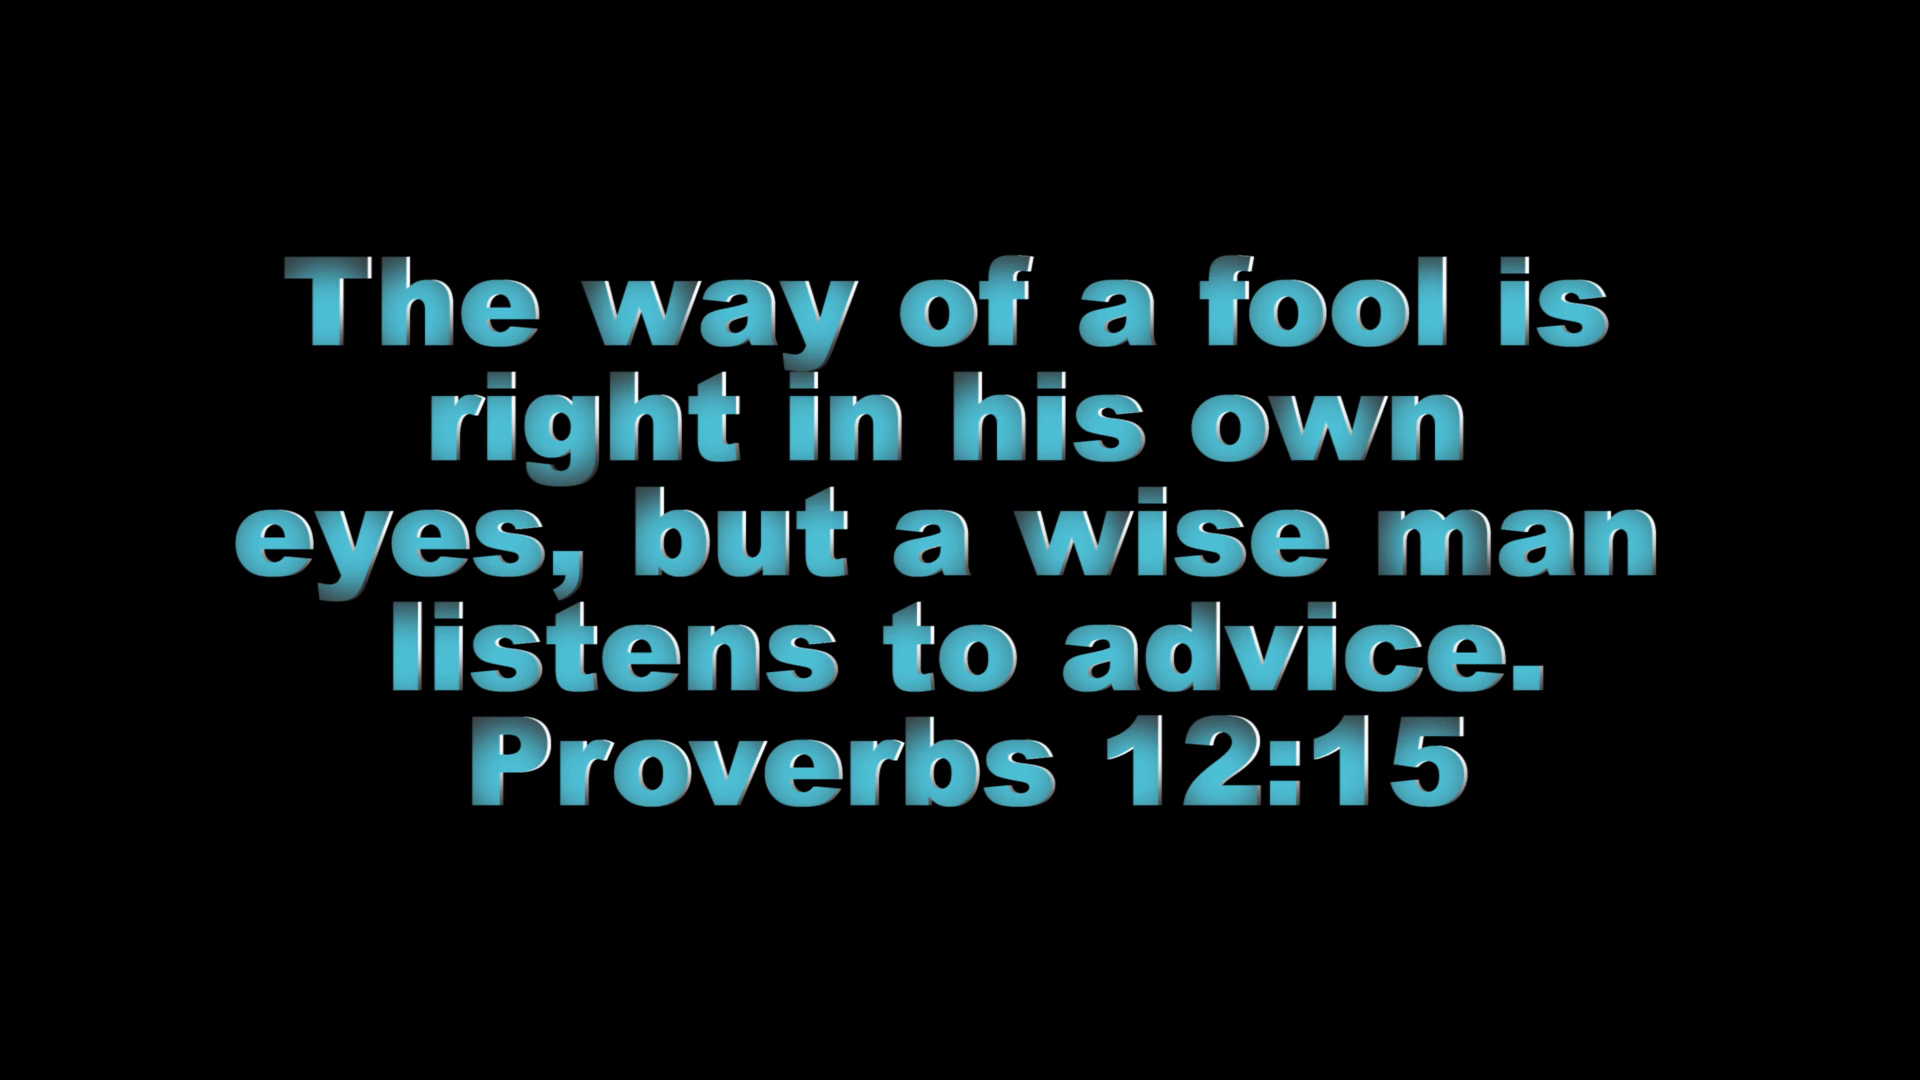 The way of a fool is
right in his own
eyes, but a wise man
listens to advice.
Proverbs 12:15